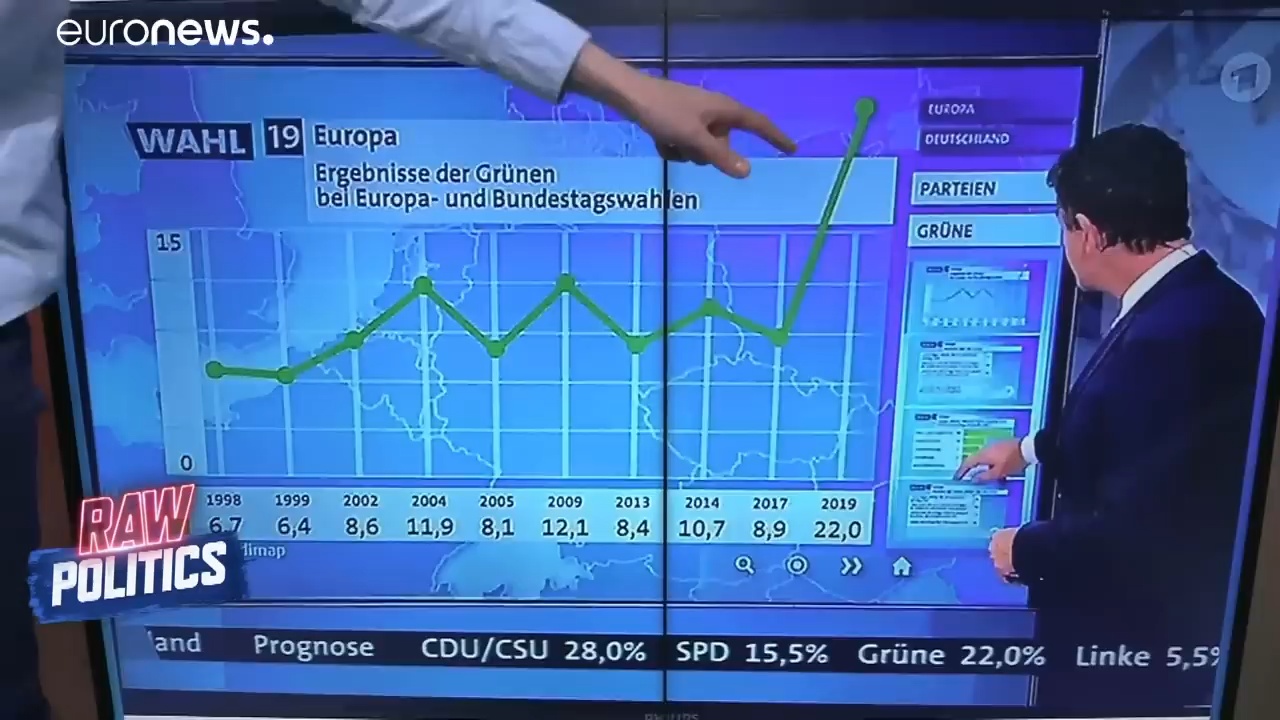 euronews.
WAHL 19 Europa
Ergebnisse der Grünen
bei Europa- und Bundestagswahlen
EUROPA
DEUTSCHLAND
PARTEIEN
GRÜNE
15
0
1998 1999 2002 2004 2005 2009 2013 2014 2017 2019
6,7 6,4 8,6 11,9 8,1 12,1 8,4 10,7 8,9 22,0
dimap
RAW
POLITICS
land Prognose CDU/CSU 28,0% SPD 15,5% Grüne 22,0% Linke 5,5%
PHILIPS